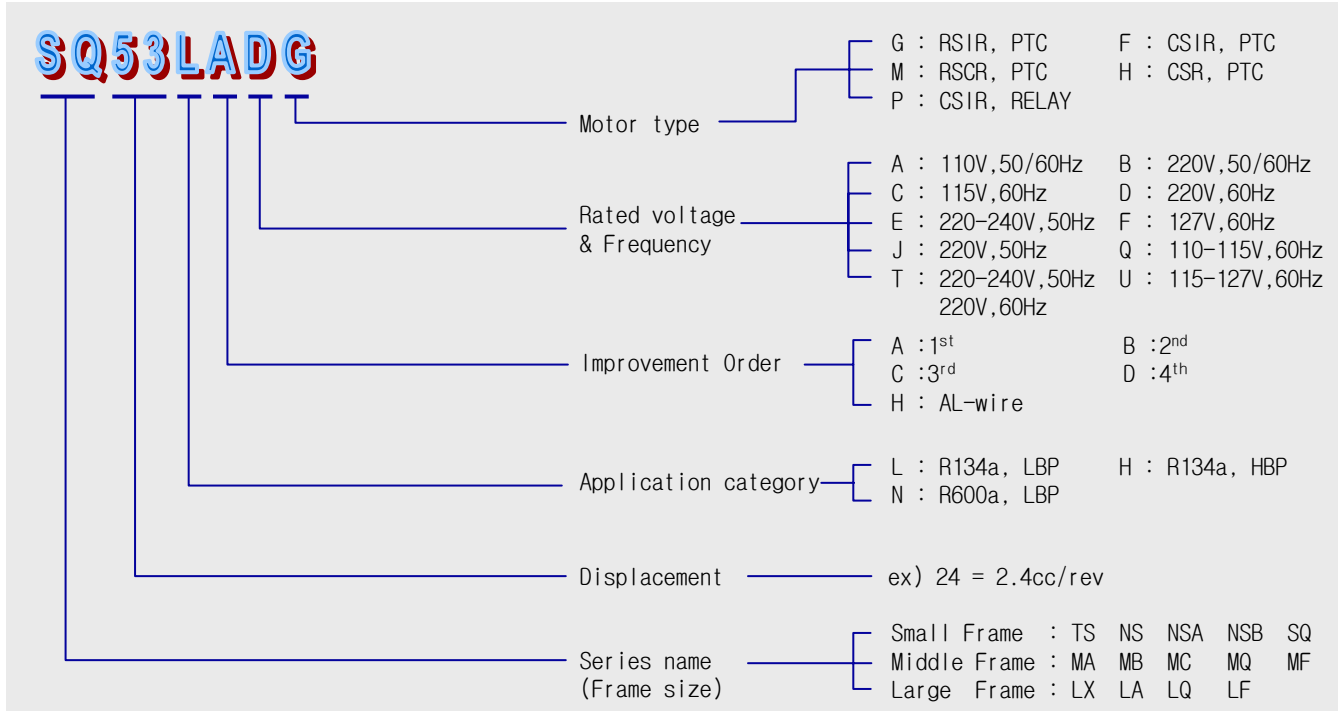 SQ53LADG
G : RSIR, PTC F : CSIR, PTC
M : RSCR, PTC H : CSR, PTC
P : CSIR, RELAY
Motor type
A : 110V,50/60Hz B : 220V,50/60Hz
C : 115V,60Hz D : 220V,60Hz
E : 220-240V,50Hz F : 127V,60Hz
J : 220V,50Hz Q : 110-115V,60Hz
T : 220-240V,50Hz U : 115-127V,60Hz
220V,60Hz
Rated voltage
& Frequency
A :1st B :2nd
C :3rd D :4th
H : AL-wire
Improvement Order
L : R134a, LBP H : R134a, HBP
N : R600a, LBP
Application category
Displacement ex) 24 = 2.4cc/rev
Small Frame : TS NS NSA NSB SQ
Middle Frame : MA MB MC MQ MF
Large Frame : LX LA LQ LF
Series name
(Frame size)